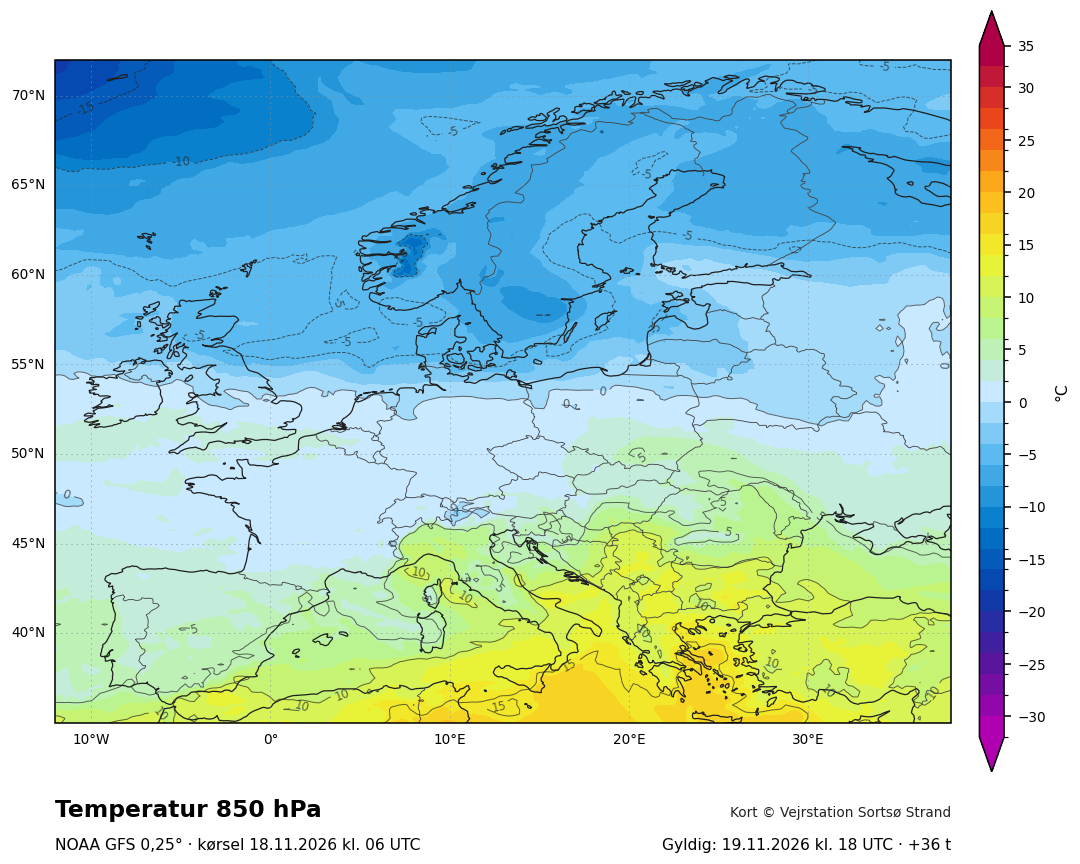 70°N
65°N
60°N
55°N
50°N
45°N
40°N
10°W
0°
10°E
20°E
30°E
35
30
25
20
15
10
5
0
−5
−10
−15
−20
−25
−30
°C
Temperatur 850 hPa
Kort © Vejrstation Sortsø Strand
NOAA GFS 0,25° · kørsel 18.11.2026 kl. 06 UTC
Gyldig: 19.11.2026 kl. 18 UTC · +36 t